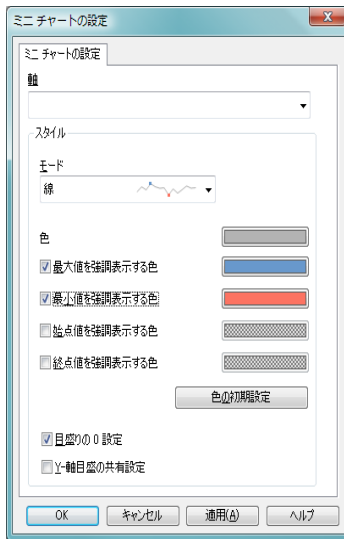 ミニ チャートの設定
ミニ チャートの設定
軸
スタイル
モード
線
色
最大値を強調表示する色
最小値を強調表示する色
始点値を強調表示する色
終点値を強調表示する色
色の初期設定
目盛りの 0 設定
Y-軸目盛の共有設定
OK キャンセル 適用(A) ヘルプ